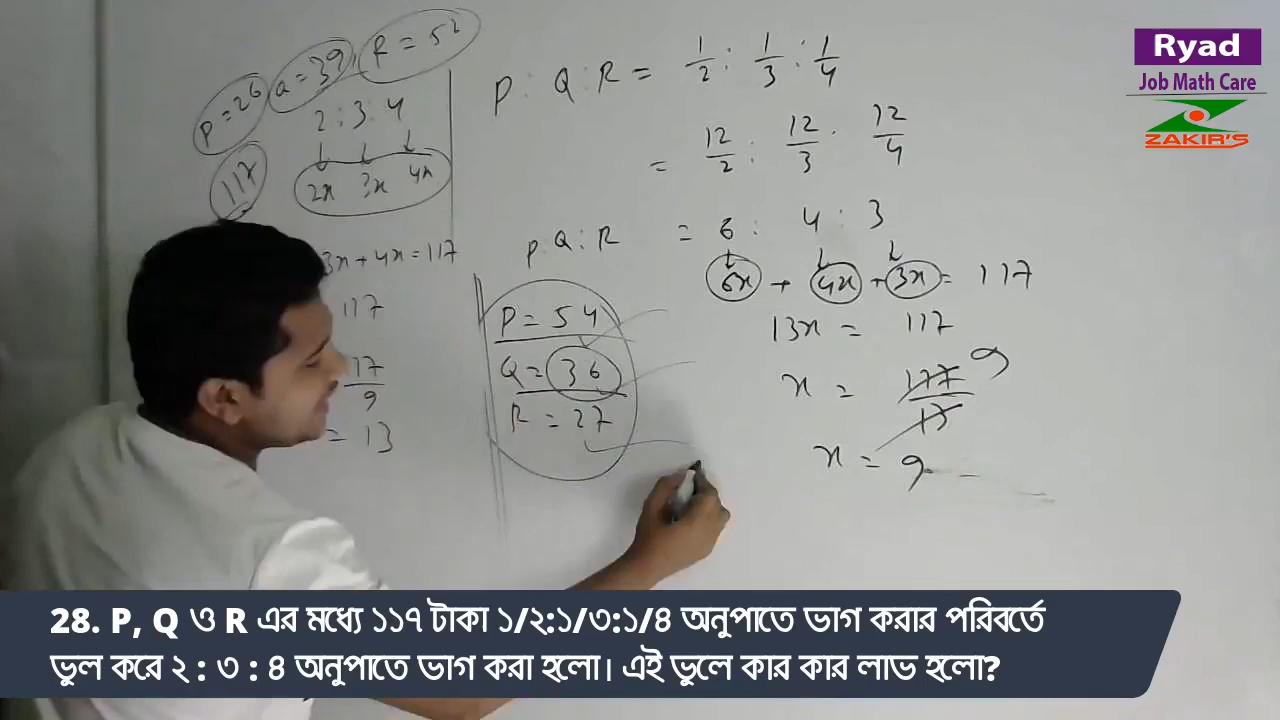 P = 26 Q = 39, R = 52
2 : 3 : 4
117
2x 3x 4x
3x + 4x = 117
117
17/9
= 13
P : Q : R = 1/2 : 1/3 : 1/4
= 12/2 : 12/3 : 12/4
P : Q : R = 6 : 4 : 3
6x + 4x + 3x = 117
13x = 117
x = 117/13 9
x = 9
P = 54
Q = 36
R = 27
Ryad
Job Math Care
ZAKIR'S
28. P, Q ও R এর মধ্যে ১১৭ টাকা ১/২:১/৩:১/৪ অনুপাতে ভাগ করার পরিবর্তে
ভুল করে ২ : ৩ : ৪ অনুপাতে ভাগ করা হলো। এই ভুলে কার কার লাভ হলো?